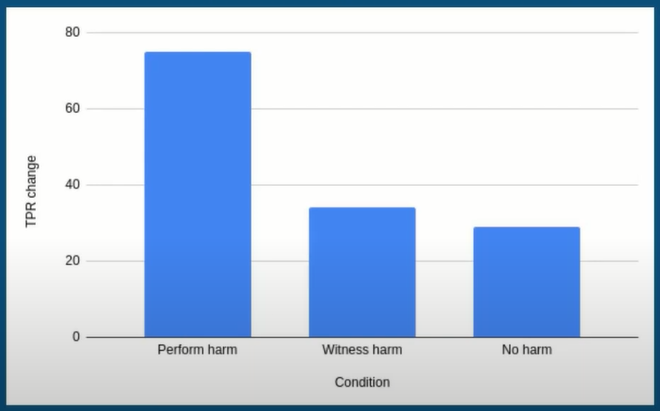 80
60
40
20
0
TPR change
Perform harm
Witness harm
No harm
Condition